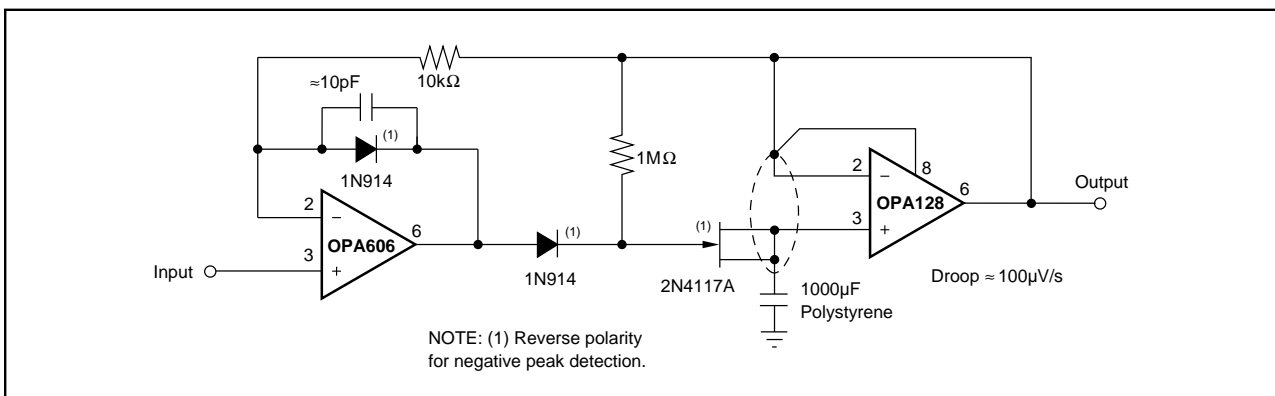 10kΩ
≈10pF
(1)
1N914
1MΩ
2
−
OPA606
3
+
6
Input
(1)
1N914
(1)
2N4117A
2
−
8
OPA128
3
+
6
Output
1000µF
Polystyrene
Droop ≈ 100µV/s
NOTE: (1) Reverse polarity
for negative peak detection.